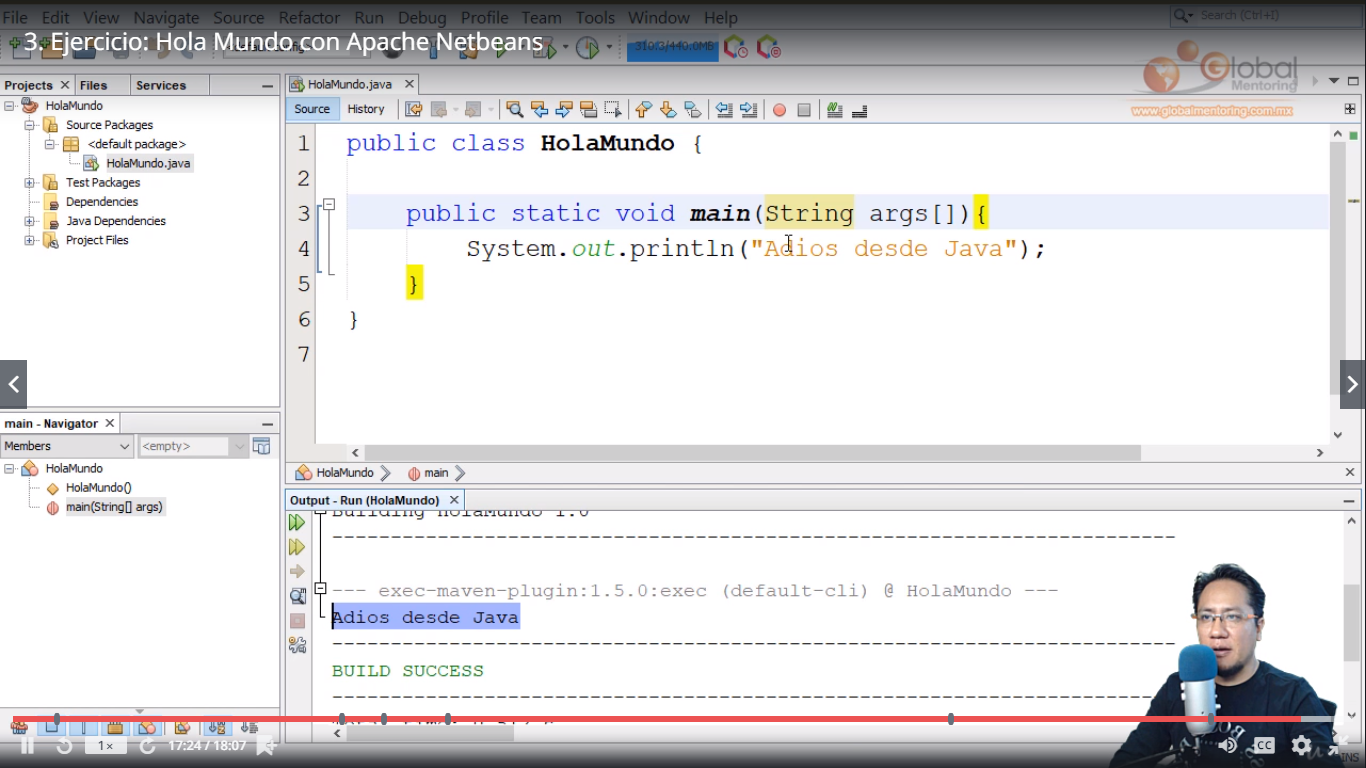 File Edit View Navigate Source Refactor Run Debug Profile Team Tools Window Help
Search (Ctrl+I)
3. Ejercicio: Hola Mundo con Apache Netbeans
310.3/440.0MB
Global
Mentoring
www.globalmentoring.com.mx
Projects Files Services
HolaMundo
Source Packages
<default package>
HolaMundo.java
Test Packages
Dependencies
Java Dependencies
Project Files
HolaMundo.java
Source History
1 public class HolaMundo {
2
3 public static void main(String args[]){
4 System.out.println("Adios desde Java");
5 }
6 }
7
HolaMundo main
main - Navigator
Members <empty>
HolaMundo
HolaMundo()
main(String[] args)
Output - Run (HolaMundo)
Building HolaMundo 1.0
------------------------------------------------------------------------
--- exec-maven-plugin:1.5.0:exec (default-cli) @ HolaMundo ---
Adios desde Java
------------------------------------------------------------------------
BUILD SUCCESS
------------------------------------------------------------------------
1x 17:24 / 18:07
CC
INS